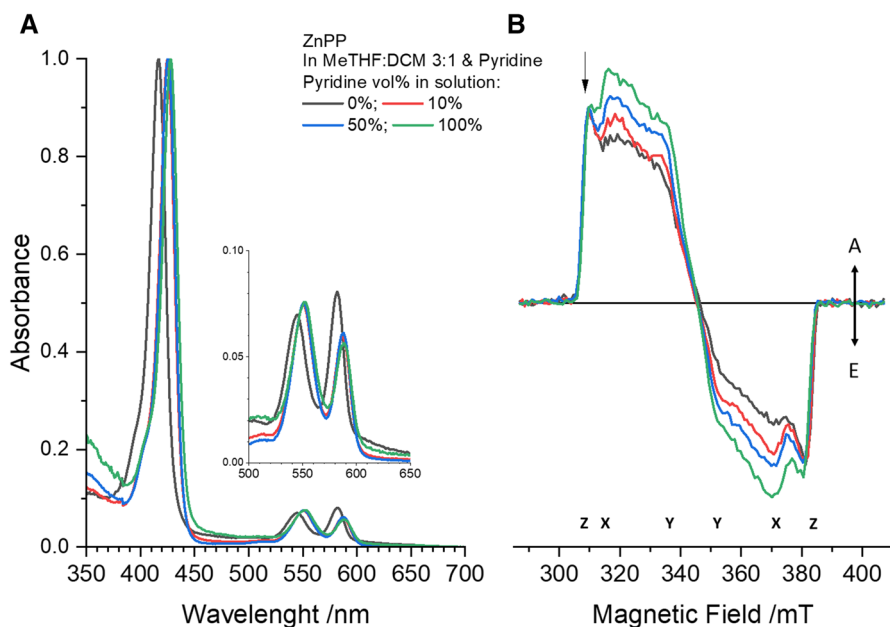 A
B
ZnPP
In MeTHF:DCM 3:1 & Pyridine
Pyridine vol% in solution:
0%; 10%
50%; 100%
1.0
0.8
0.6
0.4
0.2
0.0
Absorbance
350 400 450 500 550 600 650 700
Wavelenght /nm
0.10
0.05
0.00
500 550 600 650
A
E
Z X Y Y X Z
300 320 340 360 380 400
Magnetic Field /mT